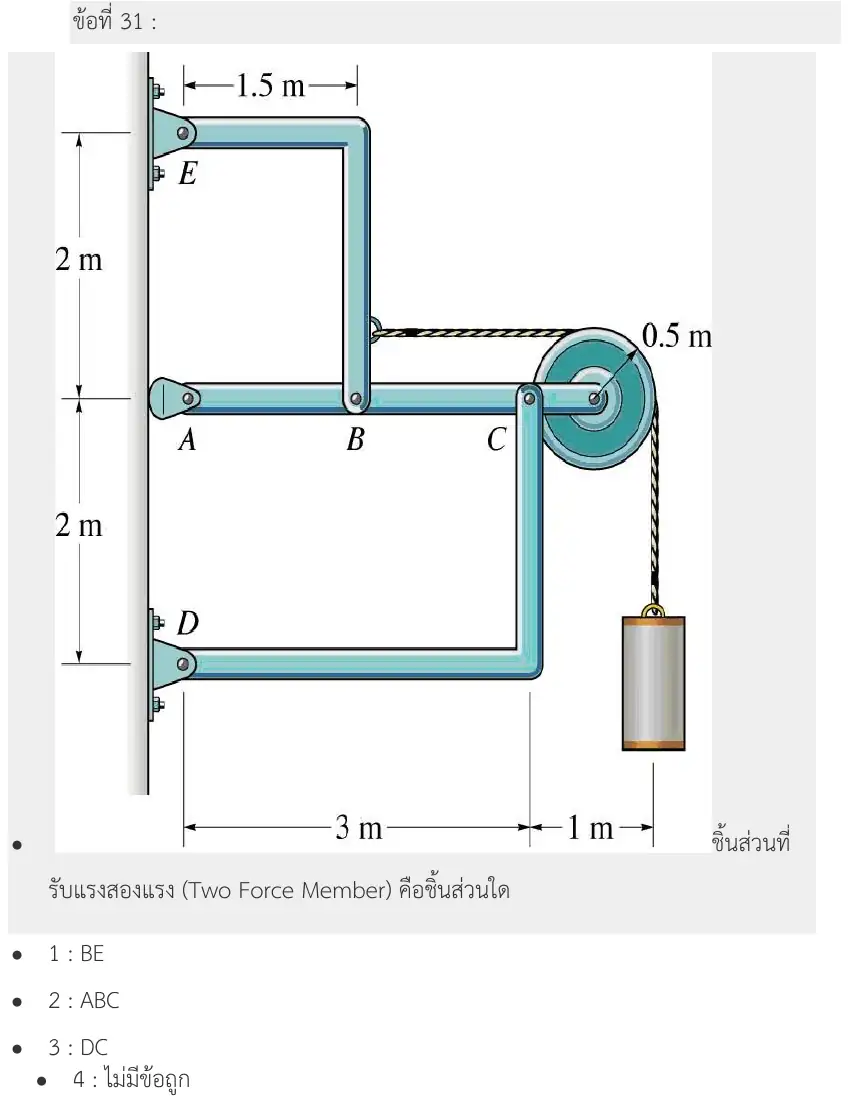 ข้อที่ 31 :
1.5 m
E
2 m
0.5 m
A B C
2 m
D
3 m 1 m
ชิ้นส่วนที่
รับแรงสองแรง (Two Force Member) คือชิ้นส่วนใด
1 : BE
2 : ABC
3 : DC
4 : ไม่มีข้อถูก